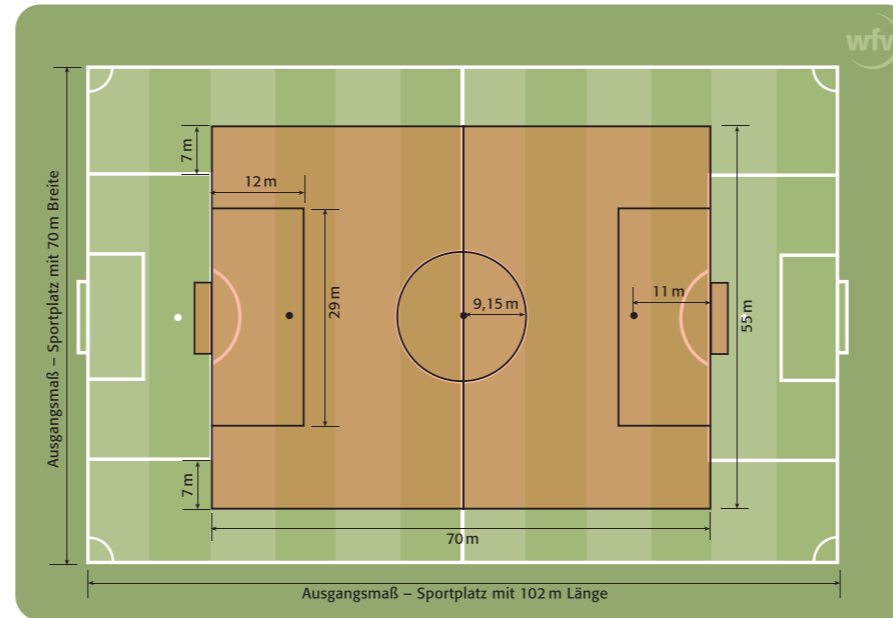 wfv
7 m
12 m
Ausgangsmaß – Sportplatz mit 70 m Breite
29 m
9,15 m
11 m
55 m
7 m
70 m
Ausgangsmaß – Sportplatz mit 102 m Länge